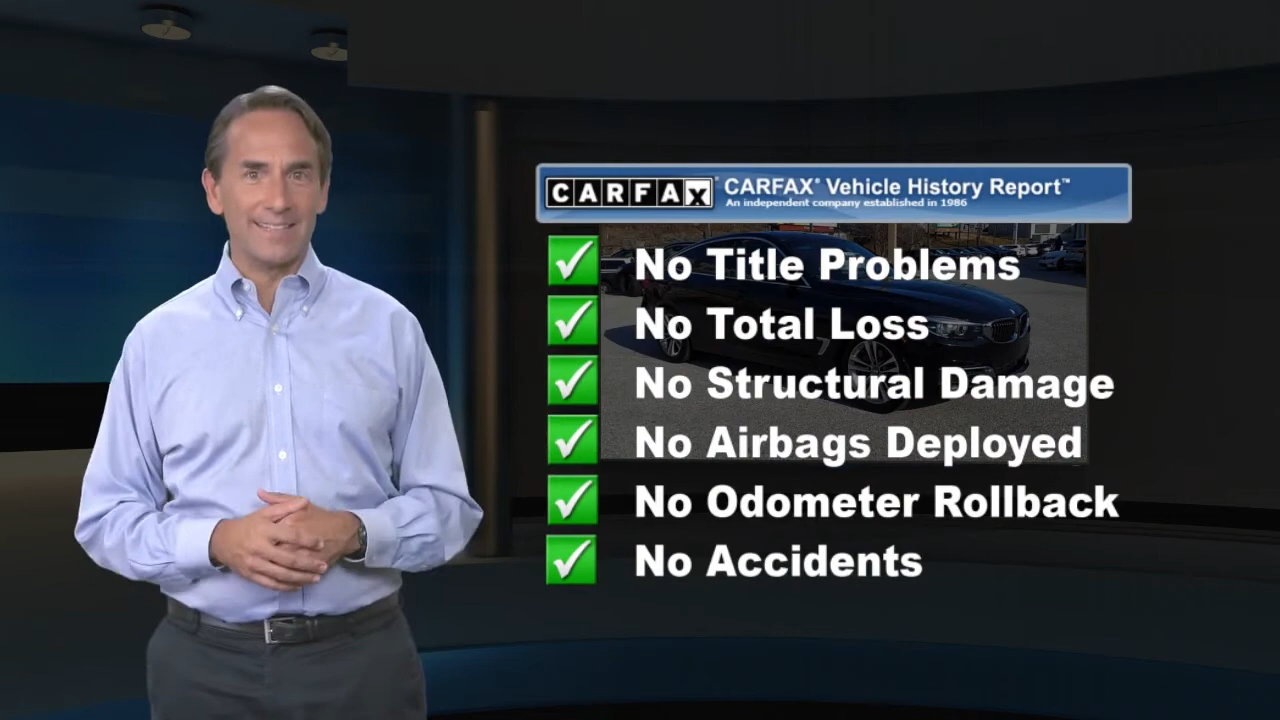 CARFAX® CARFAX® Vehicle History Report™
An independent company established in 1986
No Title Problems
No Total Loss
No Structural Damage
No Airbags Deployed
No Odometer Rollback
No Accidents